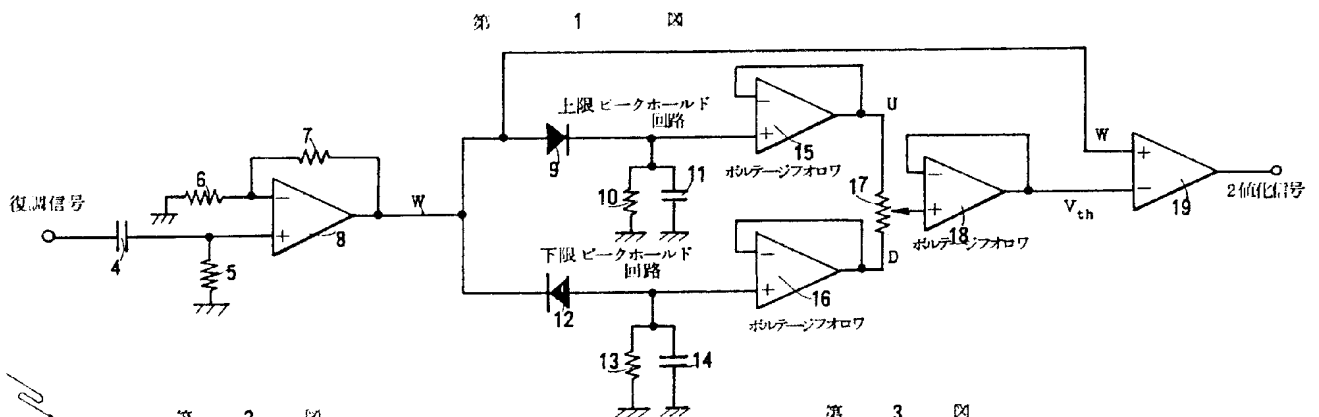 第 1 図
上限ピークホールド
回路
U
W
15
ボルテージフオロワ
9
7
6
10
11
17
復調信号
W
8
4
5
18
ボルテージフオロワ
Vth
19
2値化信号
下限ピークホールド
回路
D
12
16
ボルテージフオロワ
13
14
第 2 図
第 3 図